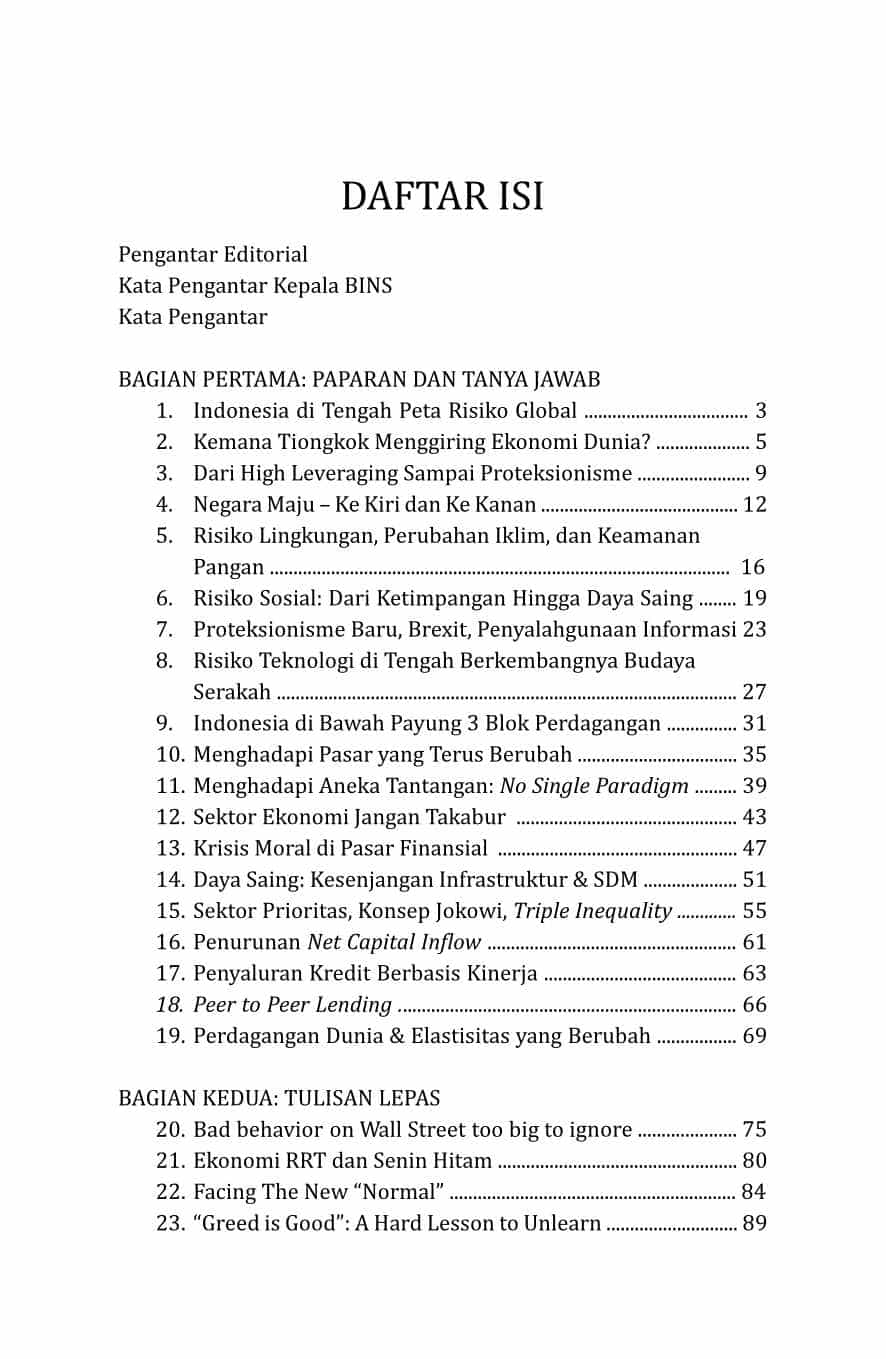 DAFTAR ISI
Pengantar Editorial
Kata Pengantar Kepala BINS
Kata Pengantar
BAGIAN PERTAMA: PAPARAN DAN TANYA JAWAB
1. Indonesia di Tengah Peta Risiko Global ................................... 3
2. Kemana Tiongkok Menggiring Ekonomi Dunia? .................... 5
3. Dari High Leveraging Sampai Proteksionisme ........................ 9
4. Negara Maju – Ke Kiri dan Ke Kanan .......................................... 12
5. Risiko Lingkungan, Perubahan Iklim, dan Keamanan
Pangan .................................................................................................. 16
6. Risiko Sosial: Dari Ketimpangan Hingga Daya Saing ........ 19
7. Proteksionisme Baru, Brexit, Penyalahgunaan Informasi 23
8. Risiko Teknologi di Tengah Berkembangnya Budaya
Serakah .................................................................................................. 27
9. Indonesia di Bawah Payung 3 Blok Perdagangan ............... 31
10. Menghadapi Pasar yang Terus Berubah .................................. 35
11. Menghadapi Aneka Tantangan: No Single Paradigm ......... 39
12. Sektor Ekonomi Jangan Takabur ............................................... 43
13. Krisis Moral di Pasar Finansial ................................................... 47
14. Daya Saing: Kesenjangan Infrastruktur & SDM .................... 51
15. Sektor Prioritas, Konsep Jokowi, Triple Inequality ............. 55
16. Penurunan Net Capital Inflow ..................................................... 61
17. Penyaluran Kredit Berbasis Kinerja ......................................... 63
18. Peer to Peer Lending ........................................................................ 66
19. Perdagangan Dunia & Elastisitas yang Berubah ................. 69
BAGIAN KEDUA: TULISAN LEPAS
20. Bad behavior on Wall Street too big to ignore ..................... 75
21. Ekonomi RRT dan Senin Hitam ................................................... 80
22. Facing The New “Normal” ............................................................. 84
23. “Greed is Good”: A Hard Lesson to Unlearn ............................ 89